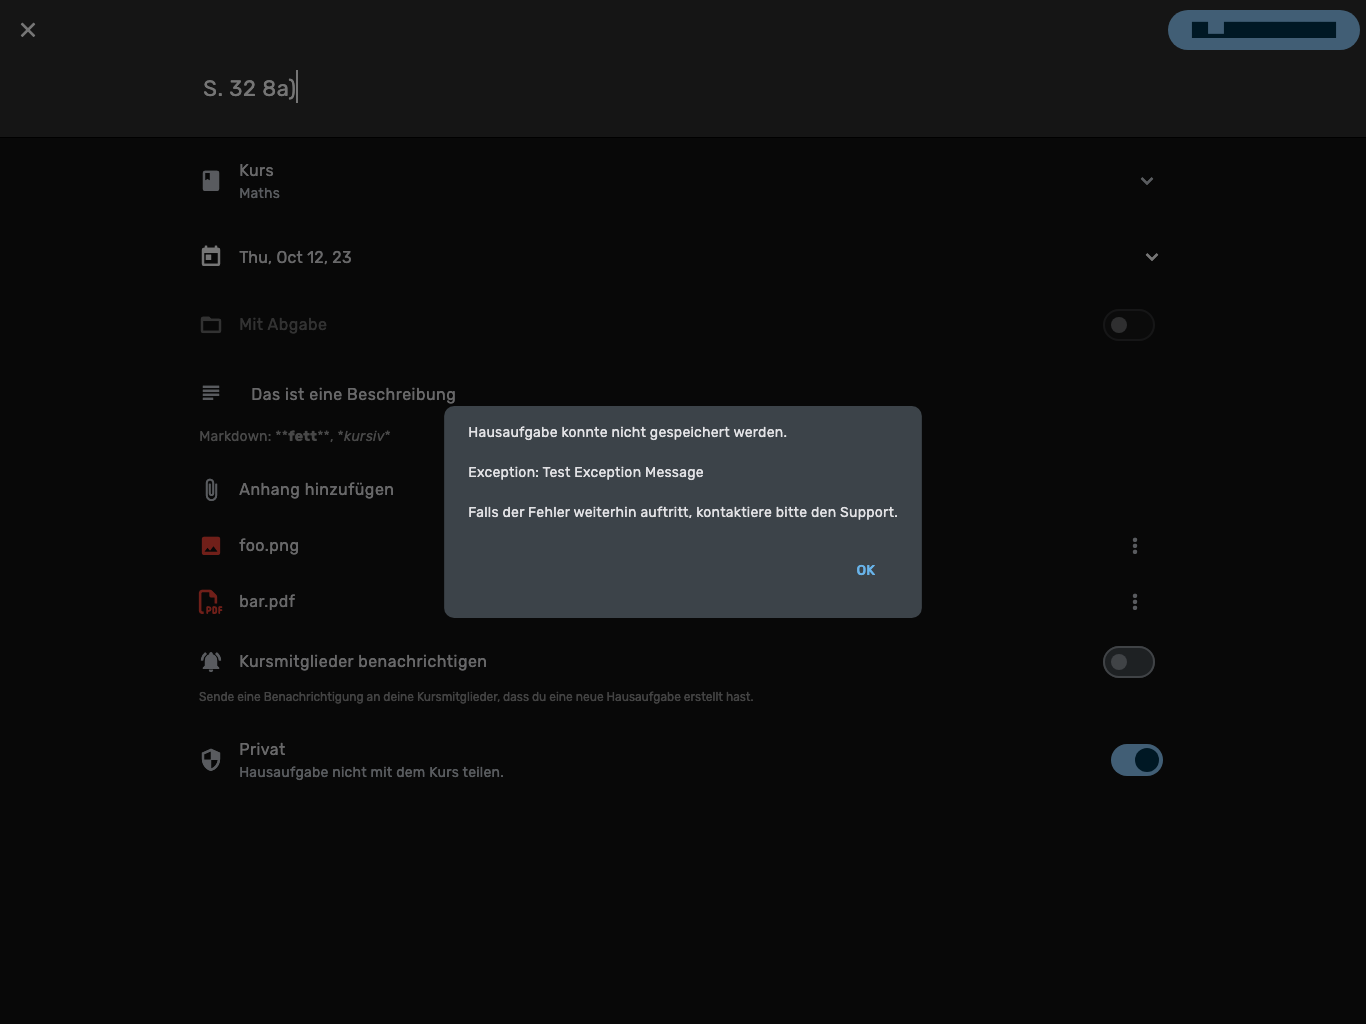 S. 32 8a)
Kurs
Maths
Thu, Oct 12, 23
Mit Abgabe
Das ist eine Beschreibung
Markdown: **fett**, *kursiv*
Anhang hinzufügen
foo.png
PDF
bar.pdf
Kursmitglieder benachrichtigen
Sende eine Benachrichtigung an deine Kursmitglieder, dass du eine neue Hausaufgabe erstellt hast.
Privat
Hausaufgabe nicht mit dem Kurs teilen.
Hausaufgabe konnte nicht gespeichert werden.
Exception: Test Exception Message
Falls der Fehler weiterhin auftritt, kontaktiere bitte den Support.
OK